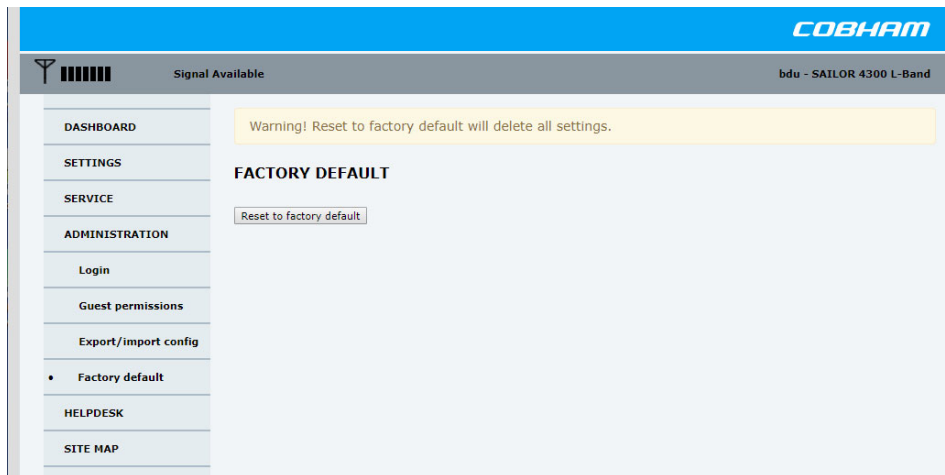 COBHAM
Signal Available
bdu - SAILOR 4300 L-Band
DASHBOARD
SETTINGS
SERVICE
ADMINISTRATION
Login
Guest permissions
Export/import config
• Factory default
HELPDESK
SITE MAP
Warning! Reset to factory default will delete all settings.
FACTORY DEFAULT
Reset to factory default